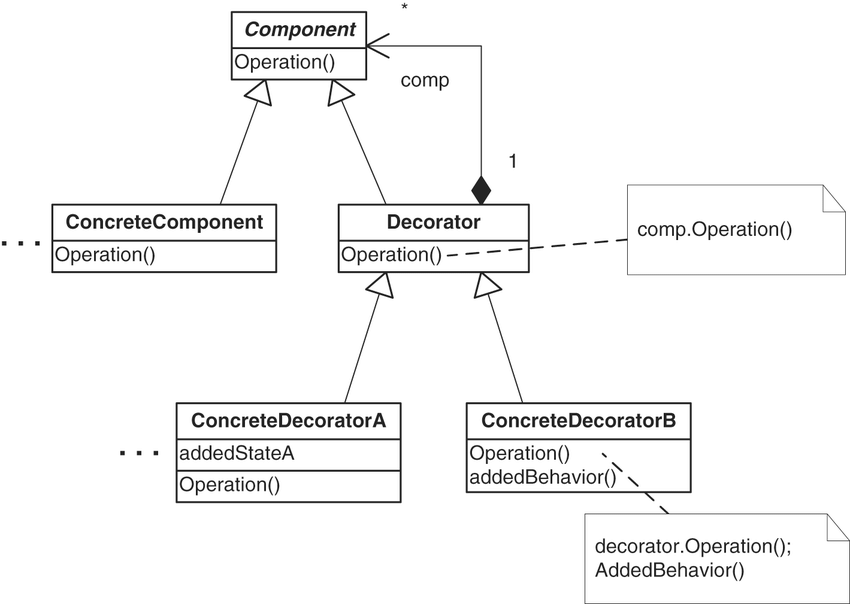 *
Component
Operation()
comp
1
ConcreteComponent
Operation()
Decorator
Operation()
comp.Operation()
...
ConcreteDecoratorA
addedStateA
Operation()
...
ConcreteDecoratorB
Operation()
addedBehavior()
decorator.Operation();
AddedBehavior()